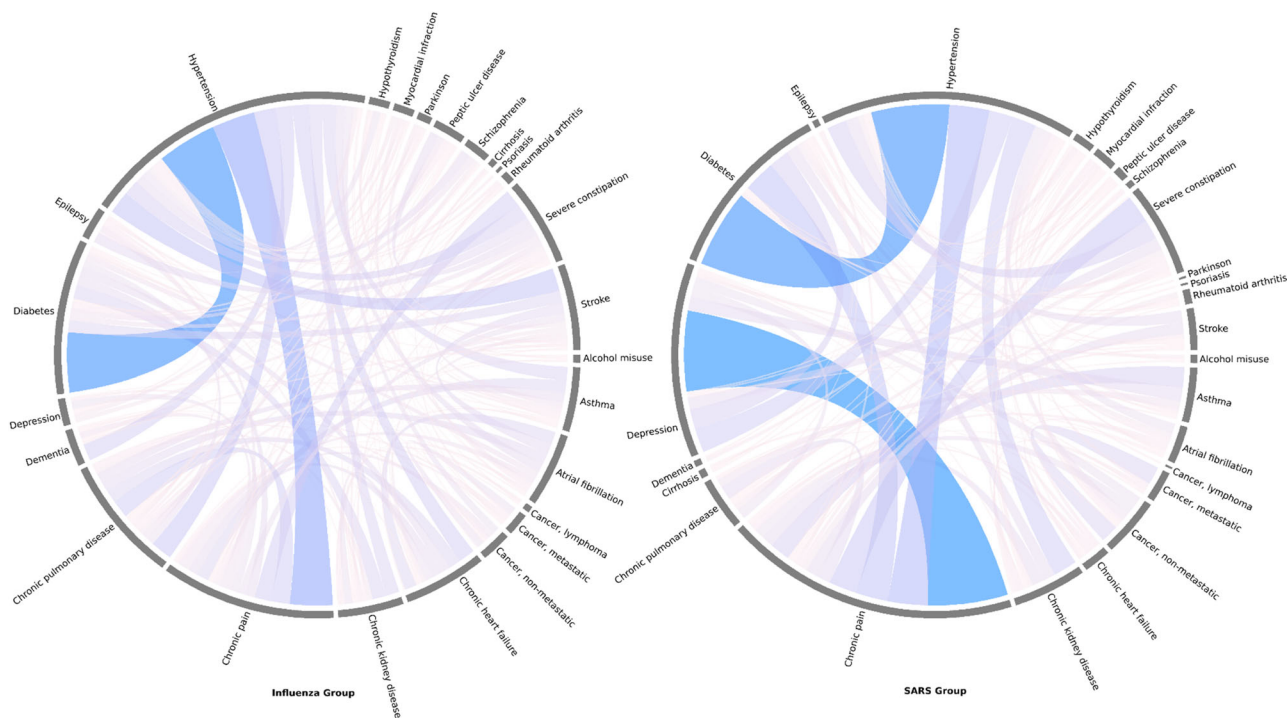 Hypertension
Hypothyroidism
Myocardial infraction
Parkinson
Peptic ulcer disease
Schizophrenia
Cirrhosis
Psoriasis
Rheumatoid arthritis
Severe constipation
Stroke
Alcohol misuse
Asthma
Atrial fibrillation
Cancer, lymphoma
Cancer, metastatic
Cancer, non-metastatic
Chronic heart failure
Chronic kidney disease
Chronic pain
Chronic pulmonary disease
Dementia
Depression
Diabetes
Epilepsy
Influenza Group
Hypertension
Hypothyroidism
Myocardial infraction
Peptic ulcer disease
Schizophrenia
Severe constipation
Parkinson
Psoriasis
Rheumatoid arthritis
Stroke
Alcohol misuse
Asthma
Atrial fibrillation
Cancer, lymphoma
Cancer, metastatic
Cancer, non-metastatic
Chronic heart failure
Chronic kidney disease
Chronic pain
Chronic pulmonary disease
Cirrhosis
Dementia
Depression
Diabetes
Epilepsy
SARS Group